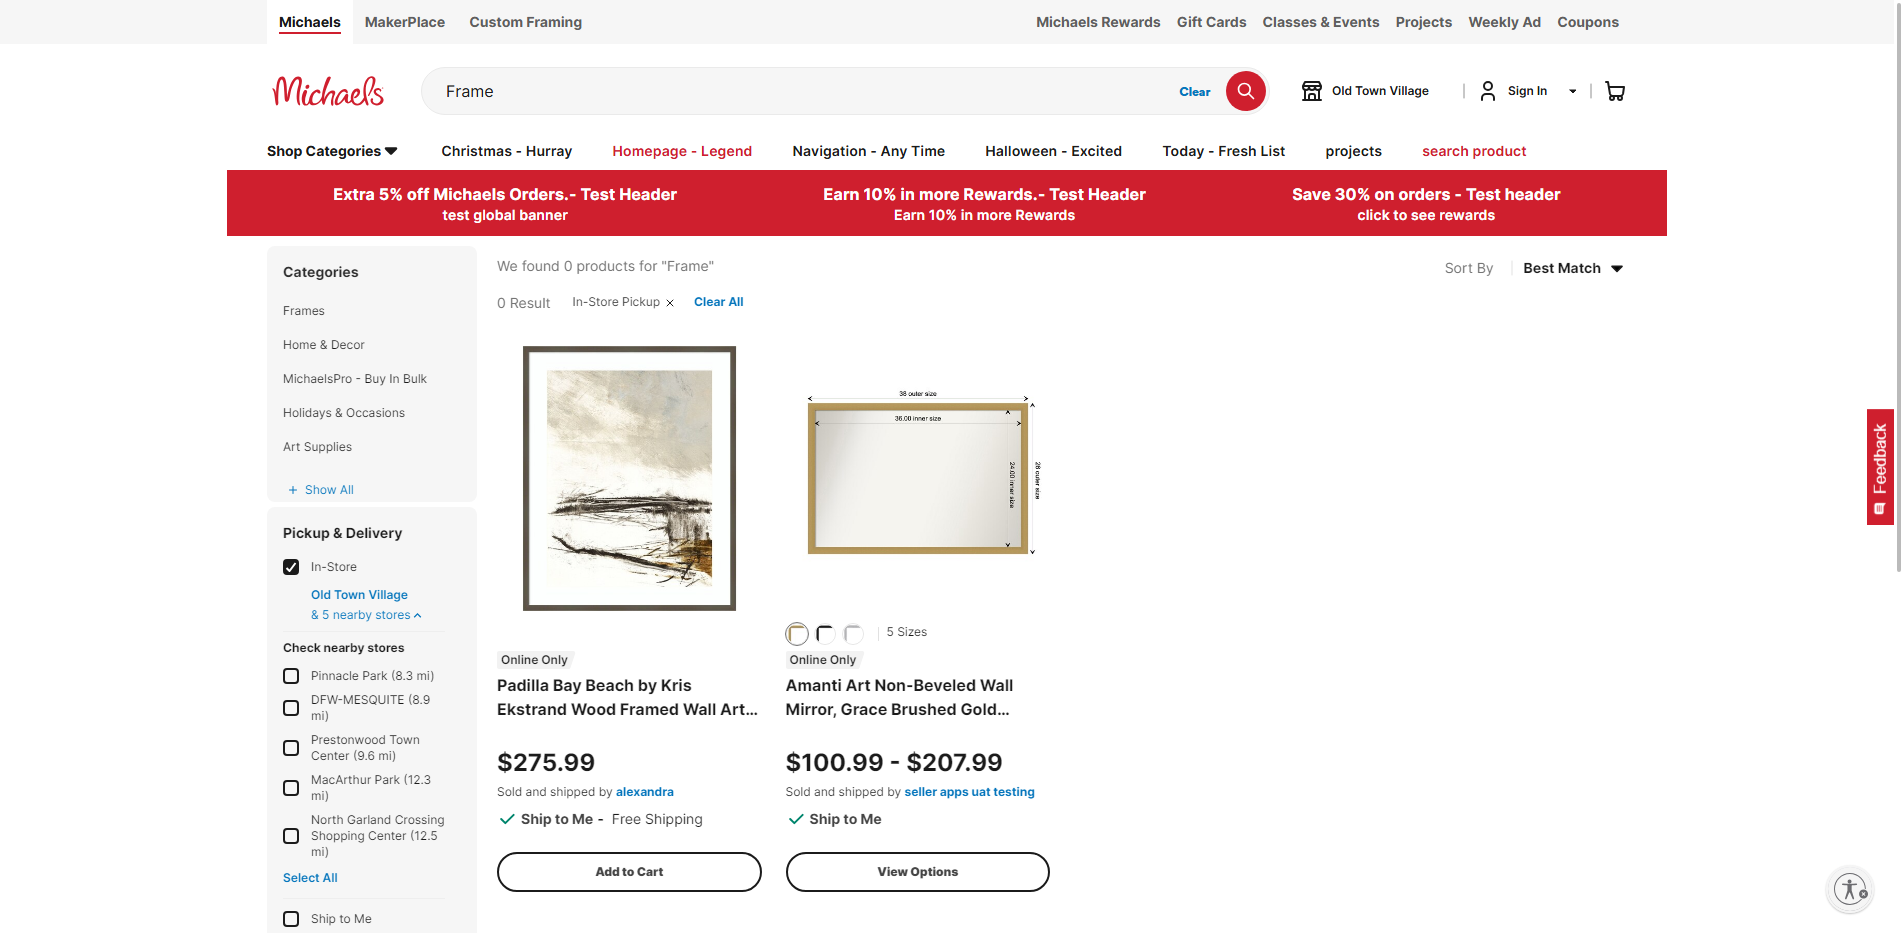 Michaels MakerPlace Custom Framing Michaels Rewards Gift Cards Classes & Events Projects Weekly Ad Coupons
Michaels Frame Clear Old Town Village Sign In
Shop Categories Christmas - Hurray Homepage - Legend Navigation - Any Time Halloween - Excited Today - Fresh List projects search product
Extra 5% off Michaels Orders.- Test Header
test global banner
Earn 10% in more Rewards.- Test Header
Earn 10% in more Rewards
Save 30% on orders - Test header
click to see rewards
Categories
Frames
Home & Decor
MichaelsPro - Buy In Bulk
Holidays & Occasions
Art Supplies
+ Show All
Pickup & Delivery
In-Store
Old Town Village
& 5 nearby stores
Check nearby stores
Pinnacle Park (8.3 mi)
DFW-MESQUITE (8.9
mi)
Prestonwood Town
Center (9.6 mi)
MacArthur Park (12.3
mi)
North Garland Crossing
Shopping Center (12.5
mi)
Select All
Ship to Me
We found 0 products for "Frame"
Sort By Best Match
0 Result In-Store Pickup Clear All
Online Only
Padilla Bay Beach by Kris
Ekstrand Wood Framed Wall Art...
$275.99
Sold and shipped by alexandra
Ship to Me - Free Shipping
Add to Cart
38 outer size
36.00 inner size
24.00 inner size
26 outer size
5 Sizes
Online Only
Amanti Art Non-Beveled Wall
Mirror, Grace Brushed Gold...
$100.99 - $207.99
Sold and shipped by seller apps uat testing
Ship to Me
View Options
Feedback